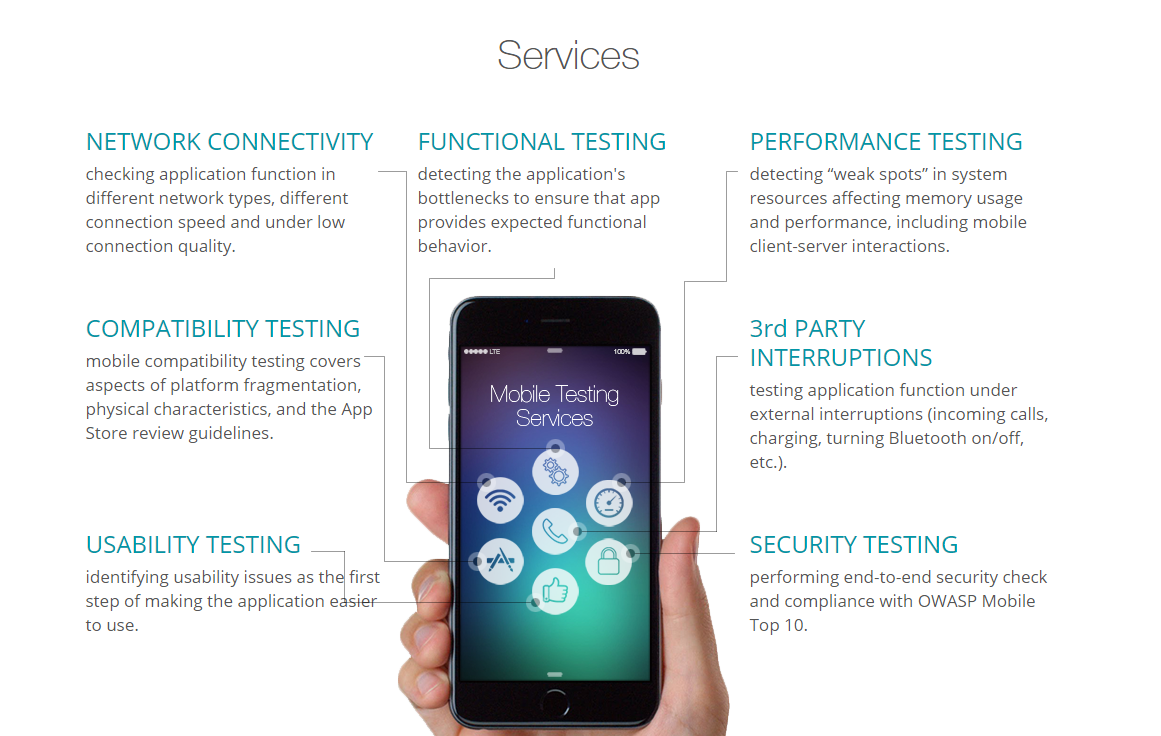 Services
NETWORK CONNECTIVITY
checking application function in
different network types, different
connection speed and under low
connection quality.
FUNCTIONAL TESTING
detecting the application's
bottlenecks to ensure that app
provides expected functional
behavior.
PERFORMANCE TESTING
detecting “weak spots” in system
resources affecting memory usage
and performance, including mobile
client-server interactions.
COMPATIBILITY TESTING
mobile compatibility testing covers
aspects of platform fragmentation,
physical characteristics, and the App
Store review guidelines.
LTE
100%
Mobile Testing
Services
3rd PARTY
INTERRUPTIONS
testing application function under
external interruptions (incoming calls,
charging, turning Bluetooth on/off,
etc.).
USABILITY TESTING
identifying usability issues as the first
step of making the application easier
to use.
SECURITY TESTING
performing end-to-end security check
and compliance with OWASP Mobile
Top 10.